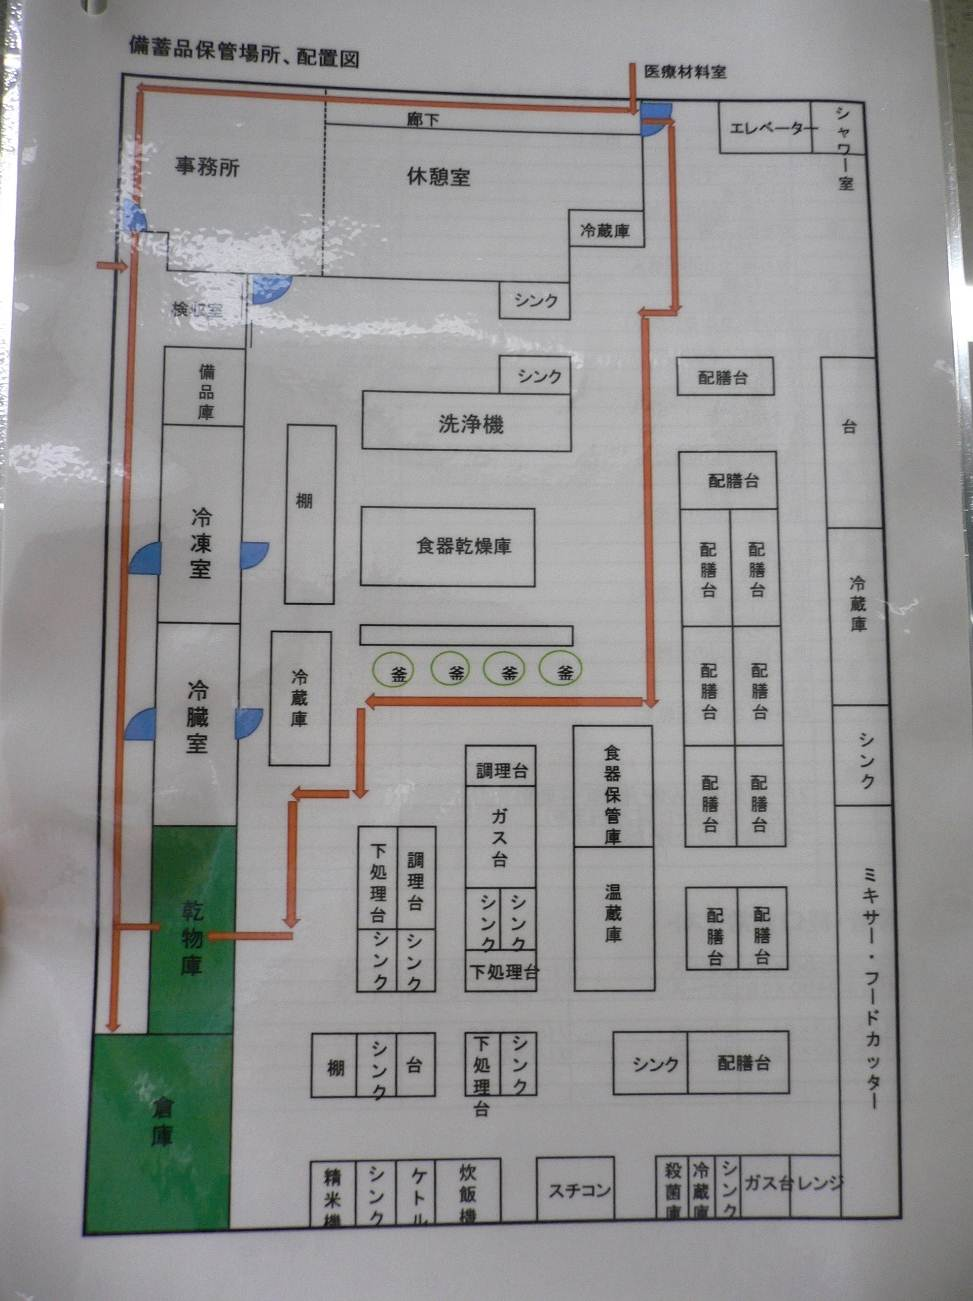 備蓄品保管場所、配置図
医療材料室
廊下
エレベーター
シャワー室
事務所
休憩室
冷蔵庫
検収室
シンク
備品庫
シンク
配膳台
洗浄機
台
棚
配膳台
冷凍室
食器乾燥庫
配膳台
配膳台
冷蔵庫
釜
釜
釜
釜
冷蔵庫
冷臓室
配膳台
配膳台
シンク
食器保管庫
調理台
ガス台
配膳台
配膳台
下処理台
調理台
乾物庫
シンク
シンク
シンク
シンク
温蔵庫
配膳台
配膳台
下処理台
ミキサー・フードカッター
棚
シンク
台
下処理台
シンク
シンク
配膳台
倉庫
精米機
シンク
ケトル
炊飯機
スチコン
殺菌庫
冷蔵庫
シンク
ガス台
レンジ